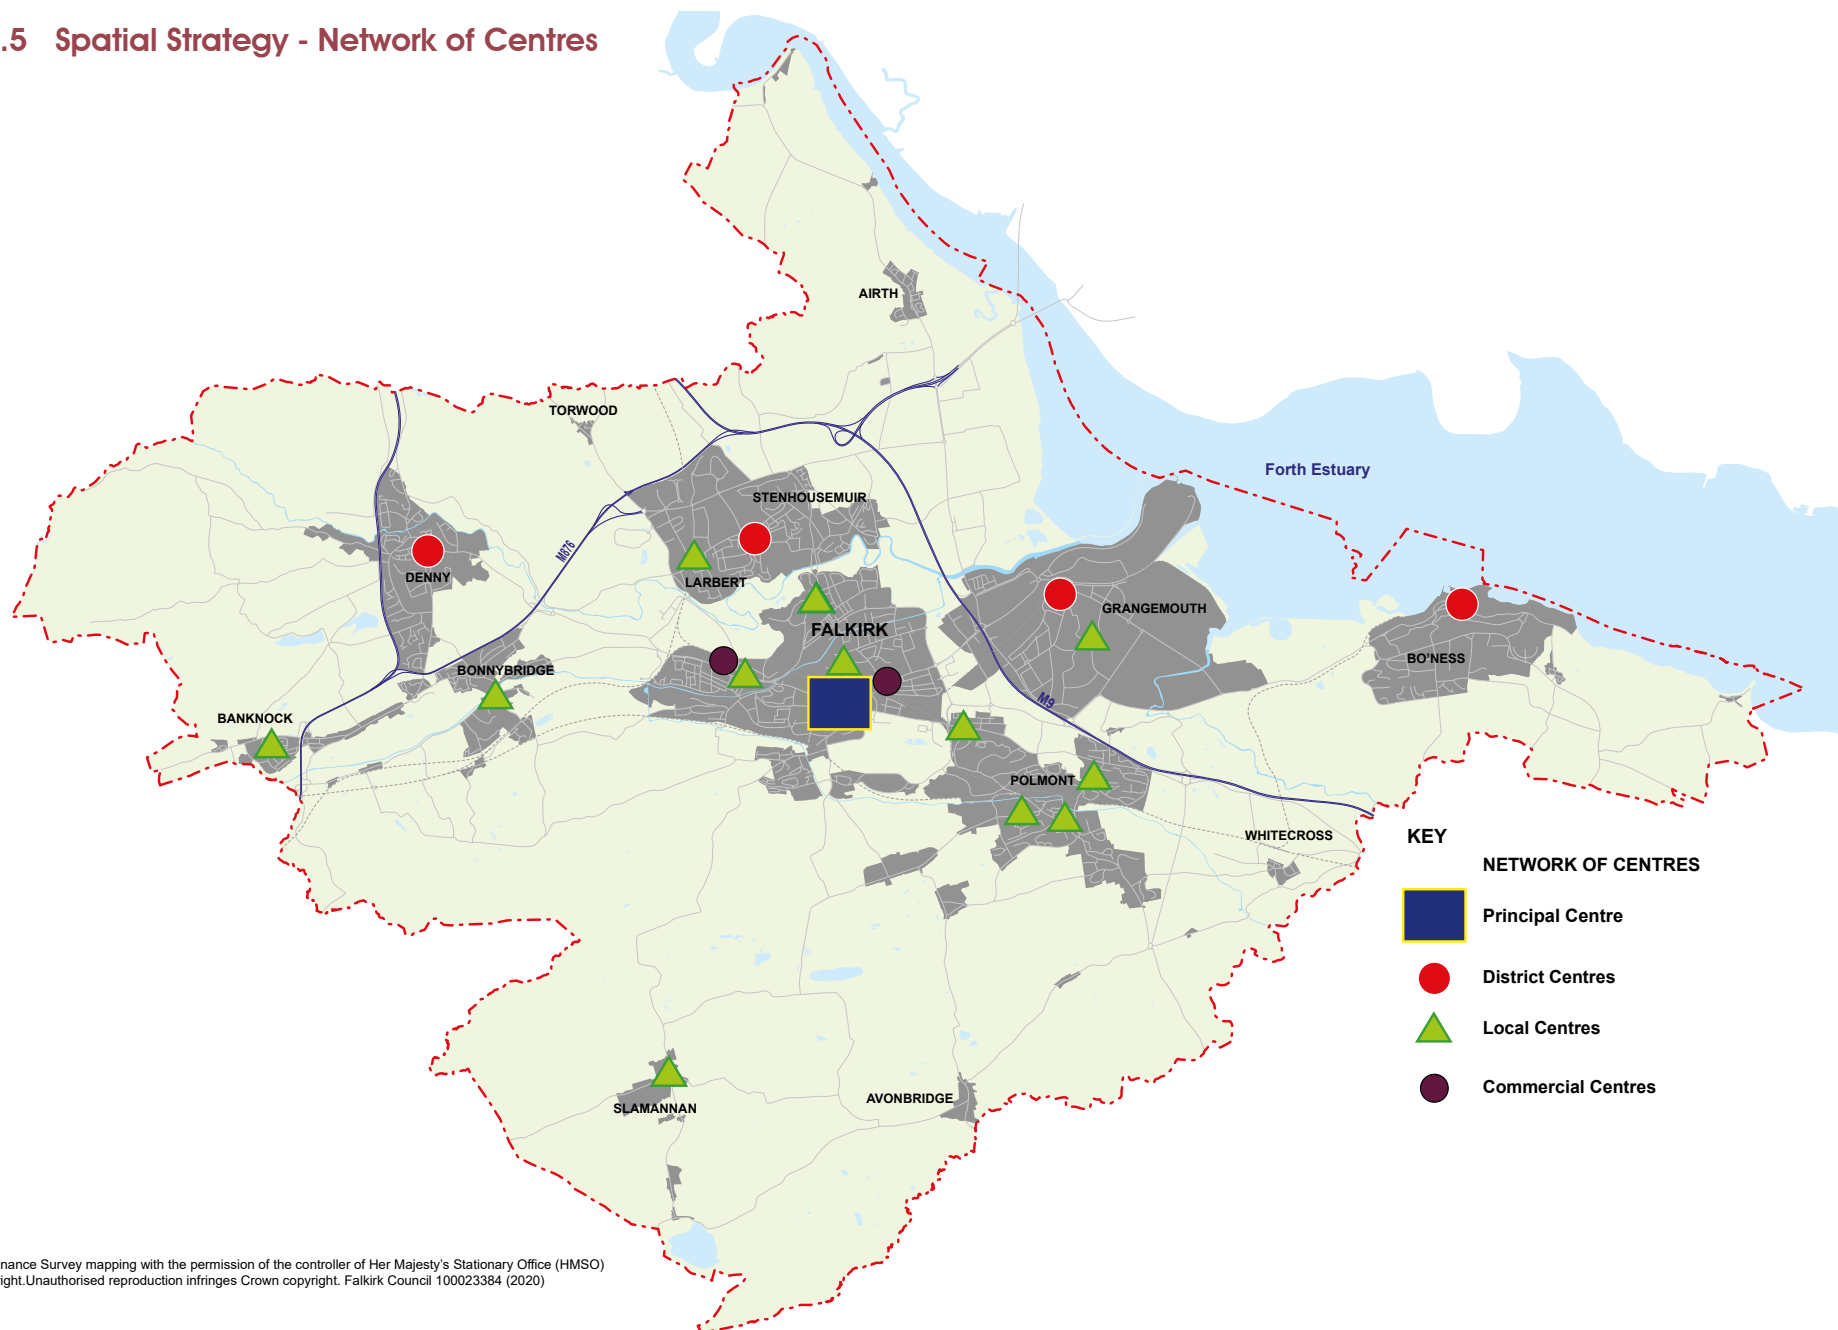 .5 Spatial Strategy - Network of Centres
AIRTH
TORWOOD
Forth Estuary
STENHOUSEMUIR
M876
DENNY
LARBERT
GRANGEMOUTH
FALKIRK
BO'NESS
BONNYBRIDGE
M9
BANKNOCK
POLMONT
WHITECROSS
KEY
NETWORK OF CENTRES
Principal Centre
District Centres
Local Centres
Commercial Centres
AVONBRIDGE
SLAMANNAN
nance Survey mapping with the permission of the controller of Her Majesty's Stationary Office (HMSO)
ight.Unauthorised reproduction infringes Crown copyright. Falkirk Council 100023384 (2020)